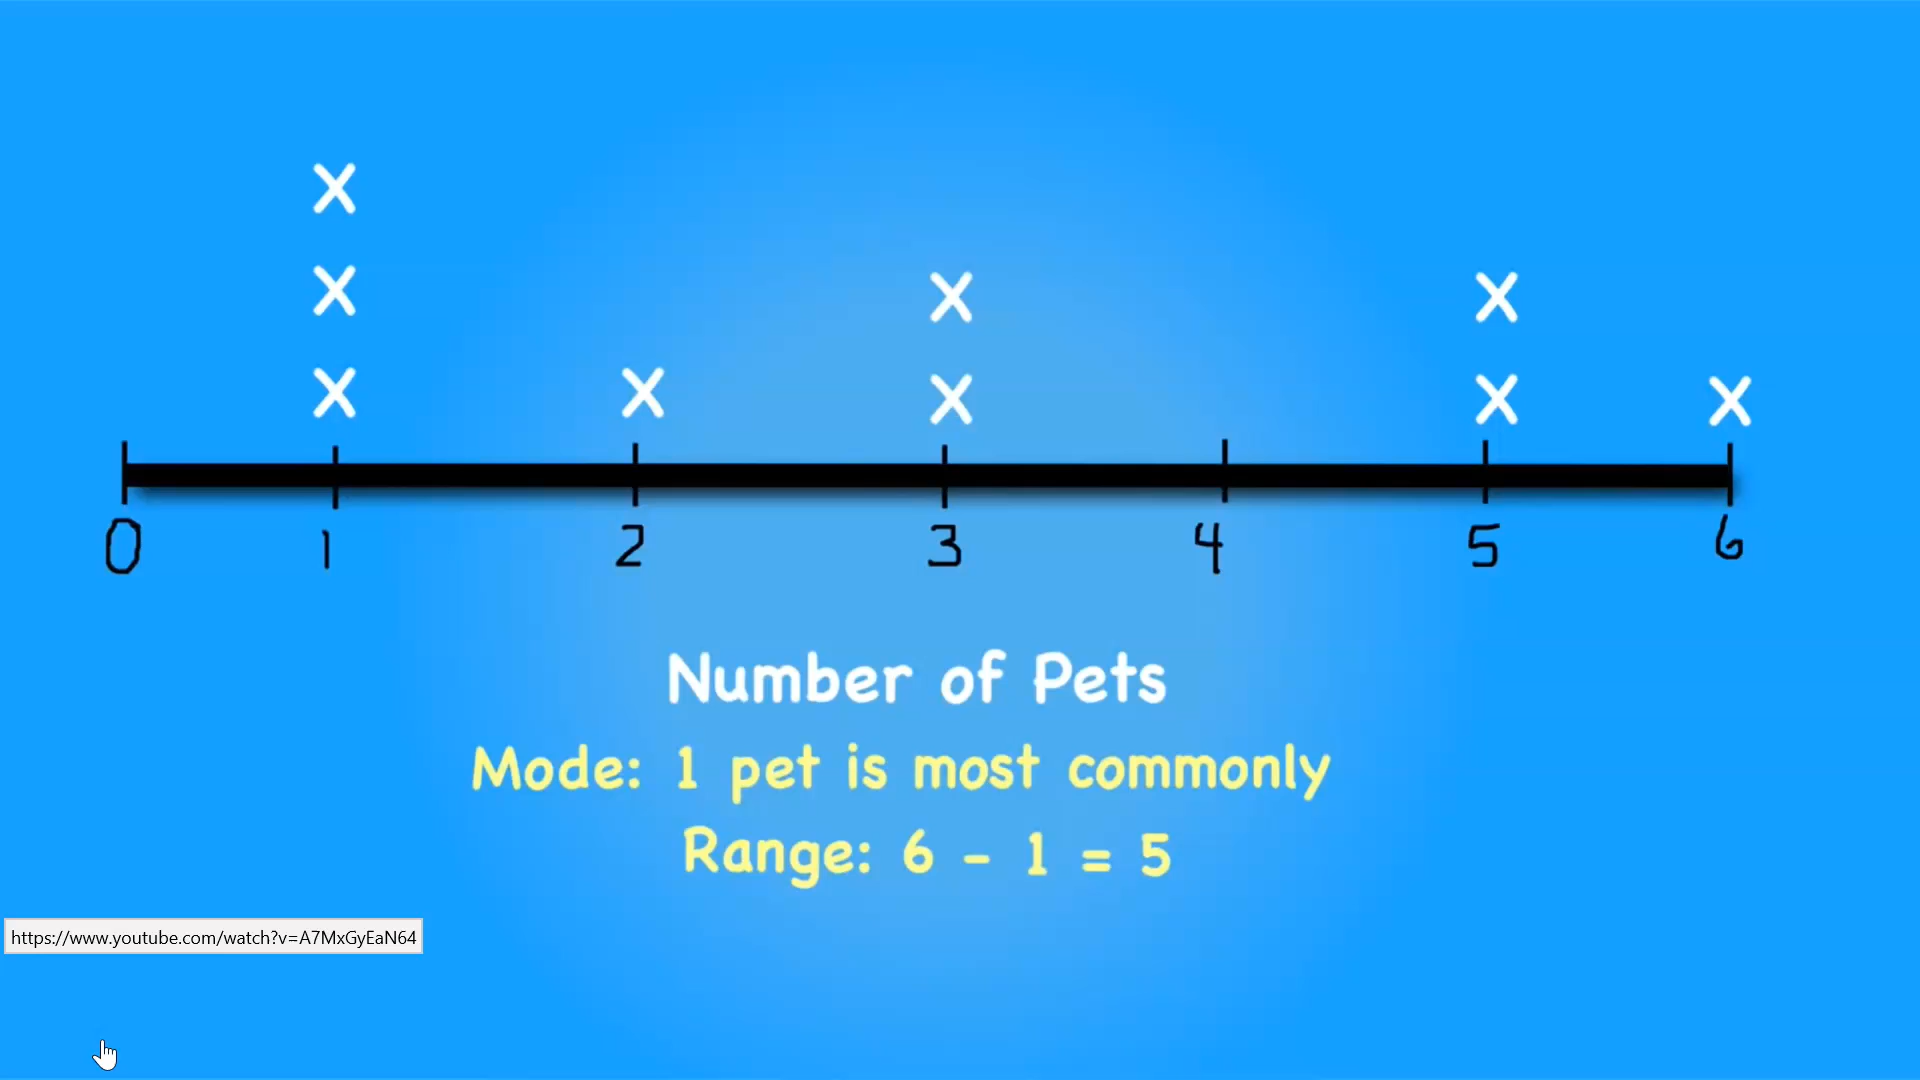 X
X X X
X X X X X
0 1 2 3 4 5 6
Number of Pets
Mode: 1 pet is most commonly
Range: 6 - 1 = 5
https://www.youtube.com/watch?v=A7MxGyEaN64